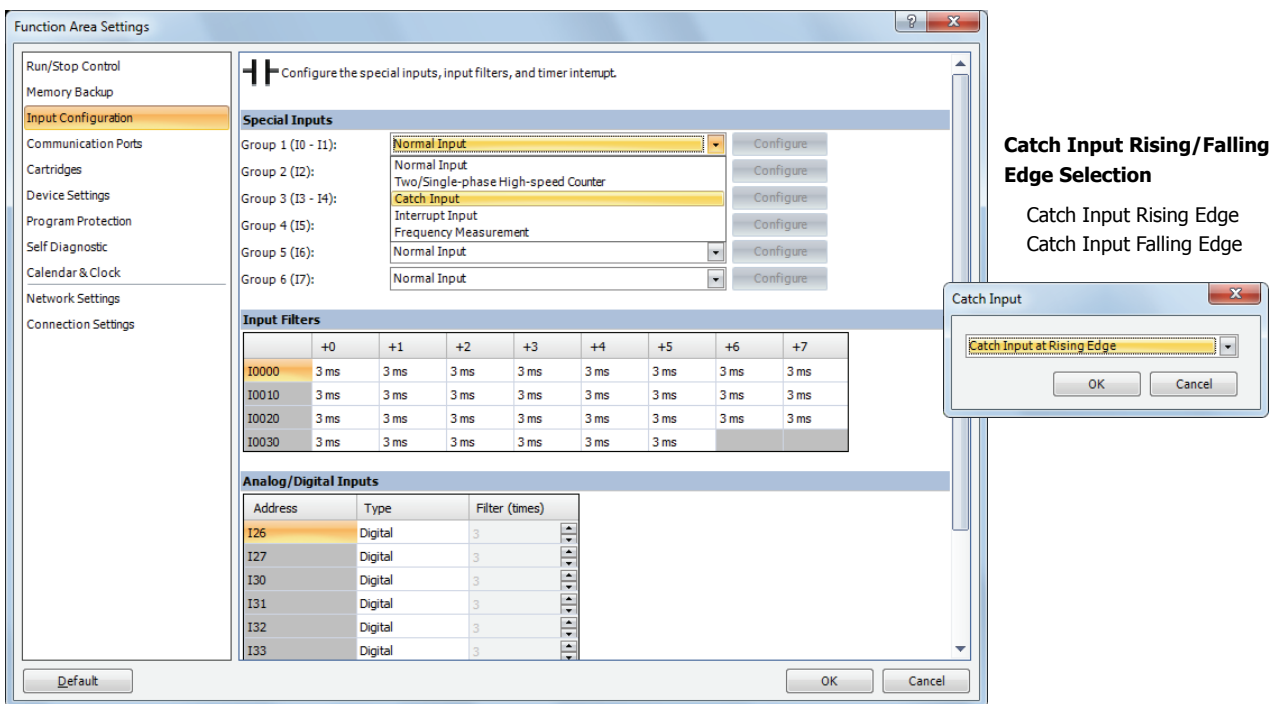 Function Area Settings
Run/Stop Control
Memory Backup
Input Configuration
Communication Ports
Cartridges
Device Settings
Program Protection
Self Diagnostic
Calendar & Clock
Network Settings
Connection Settings
Configure the special inputs, input filters, and timer interrupt.
Special Inputs
Group 1 (I0 - I1): Normal Input Configure
Normal Input
Group 2 (I2): Configure
Two/Single-phase High-speed Counter
Group 3 (I3 - I4): Catch Input Configure
Interrupt Input
Group 4 (I5): Configure
Frequency Measurement
Group 5 (I6): Normal Input Configure
Group 6 (I7): Normal Input Configure
Input Filters
+0 +1 +2 +3 +4 +5 +6 +7
I0000 3 ms 3 ms 3 ms 3 ms 3 ms 3 ms 3 ms 3 ms
I0010 3 ms 3 ms 3 ms 3 ms 3 ms 3 ms 3 ms 3 ms
I0020 3 ms 3 ms 3 ms 3 ms 3 ms 3 ms 3 ms 3 ms
I0030 3 ms 3 ms 3 ms 3 ms 3 ms 3 ms
Analog/Digital Inputs
Address Type Filter (times)
I26 Digital 3
I27 Digital 3
I30 Digital 3
I31 Digital 3
I32 Digital 3
I33 Digital 3
Default OK Cancel
Catch Input Rising/Falling
Edge Selection
Catch Input Rising Edge
Catch Input Falling Edge
Catch Input
Catch Input at Rising Edge
OK Cancel